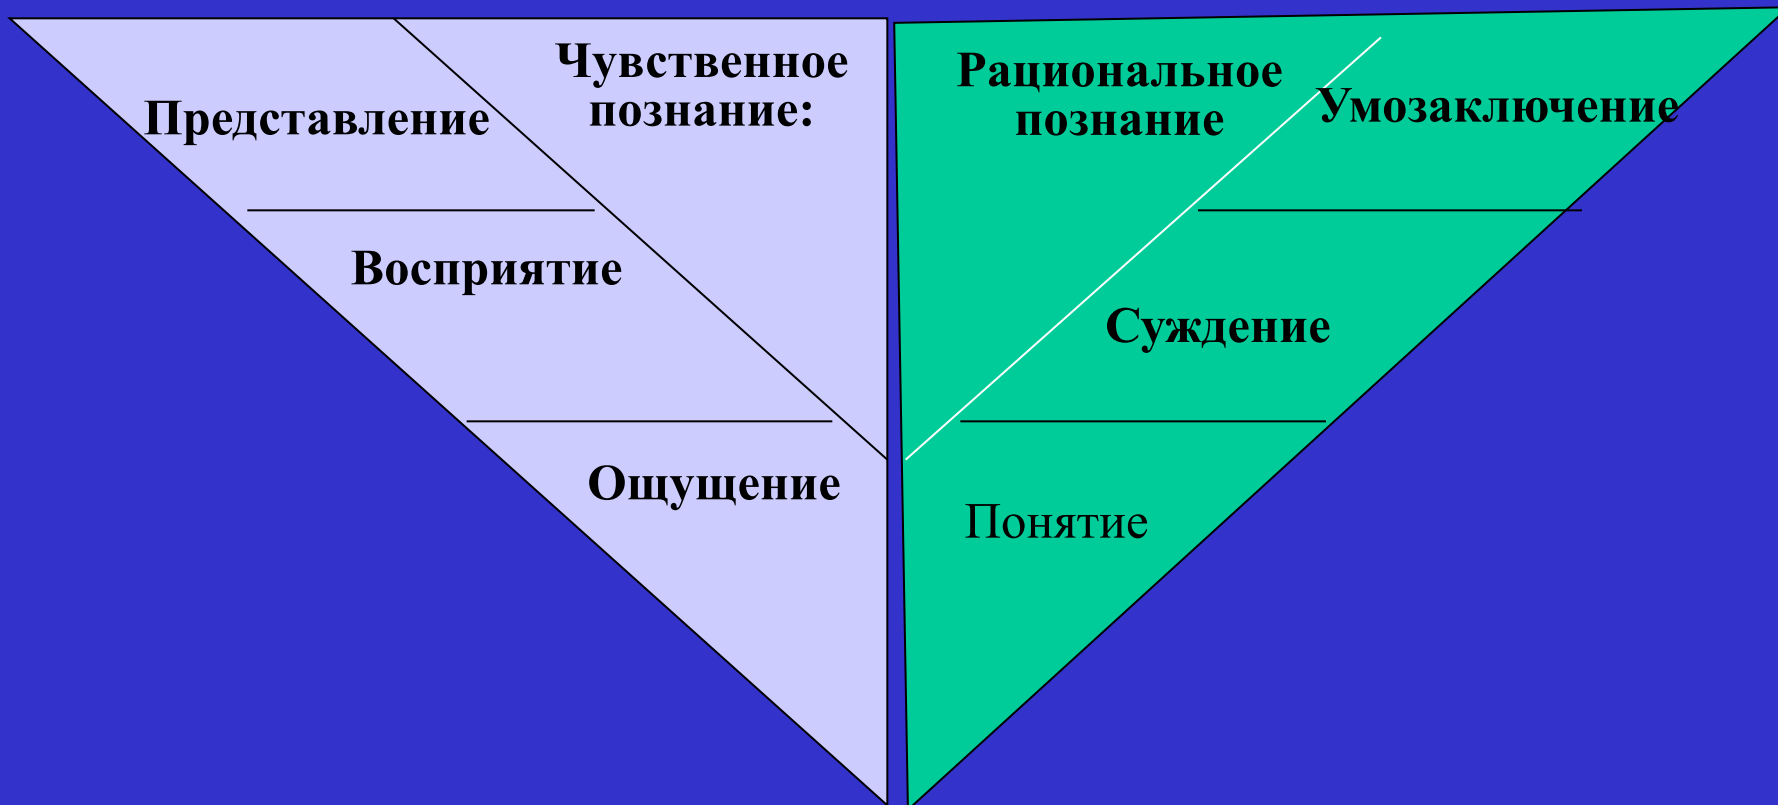 Чувственное
познание:
Представление
Восприятие
Ощущение
Рациональное
познание
Умозаключение
Суждение
Понятие